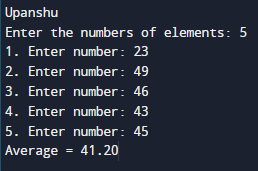 Upanshu
Enter the numbers of elements: 5
1. Enter number: 23
2. Enter number: 49
3. Enter number: 46
4. Enter number: 43
5. Enter number: 45
Average = 41.20